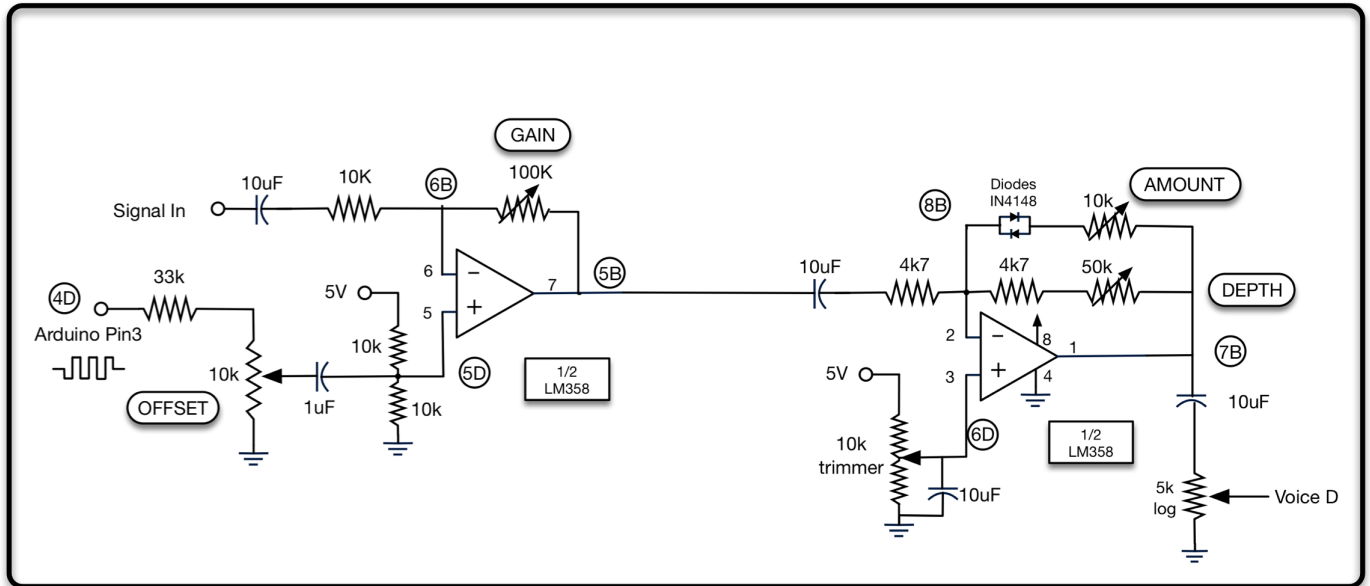 GAIN
10uF
10K
6B
100K
Signal In
4D
33k
Arduino Pin3
10k
OFFSET
1uF
5V
10k
10k
6
5
7
5B
5D
1/2
LM358
10uF
4k7
8B
Diodes
IN4148
10k
AMOUNT
4k7
50k
DEPTH
2
3
8
4
1
7B
5V
10k
trimmer
6D
10uF
1/2
LM358
10uF
5k
log
Voice D